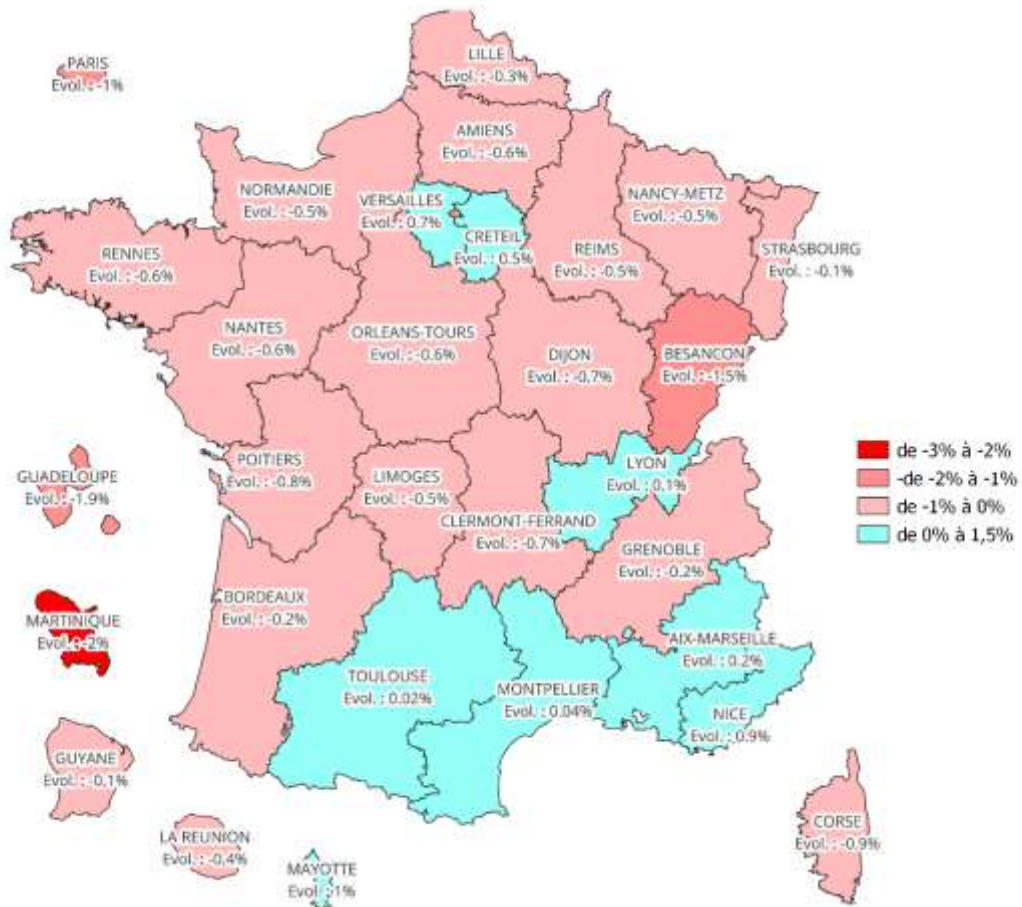 PARIS
Evol. : -1%
LILLE
Evol. : -0.3%
AMIENS
Evol. : -0.6%
NORMANDIE
Evol. : -0.5%
VERSAILLES
Evol. : 0.7%
CRETEIL
Evol. : 0.5%
REIMS
Evol. : -0.5%
NANCY-METZ
Evol. : -0.5%
STRASBOURG
Evol. : -0.1%
RENNES
Evol. : -0.6%
NANTES
Evol. : -0.6%
ORLEANS-TOURS
Evol. : -0.6%
DIJON
Evol. : -0,7%
BESANCON
Evol. : -1,5%
GUADELOUPE
Evol. : -1.9%
POITIERS
Evol. : -0.8%
LIMOGES
Evol. : -0.5%
LYON
Evol. : 0,1%
CLERMONT-FERRAND
Evol. : -0.7%
GRENOBLE
Evol. : -0.2%
de -3% à -2%
-de -2% à -1%
de -1% à 0%
de 0% à 1,5%
MARTINIQUE
Evol. : -2%
BORDEAUX
Evol. : -0.2%
TOULOUSE
Evol. : 0.02%
MONTPELLIER
Evol. : 0.04%
AIX-MARSEILLE
Evol. : 0.2%
NICE
Evol. : 0.9%
GUYANE
Evol. : -0.1%
LA REUNION
Evol. : -0.4%
MAYOTTE
Evol. : 1%
CORSE
Evol. : -0.9%